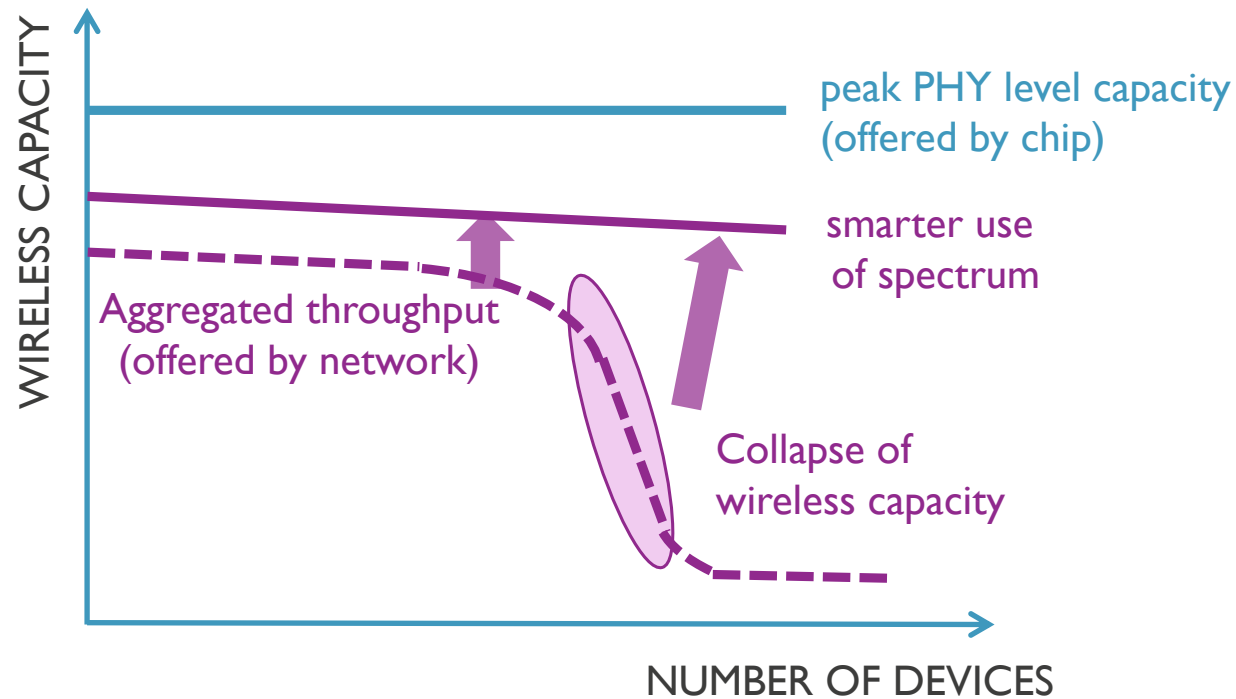 WIRELESS CAPACITY
peak PHY level capacity
(offered by chip)
smarter use
of spectrum
Aggregated throughput
(offered by network)
Collapse of
wireless capacity
NUMBER OF DEVICES